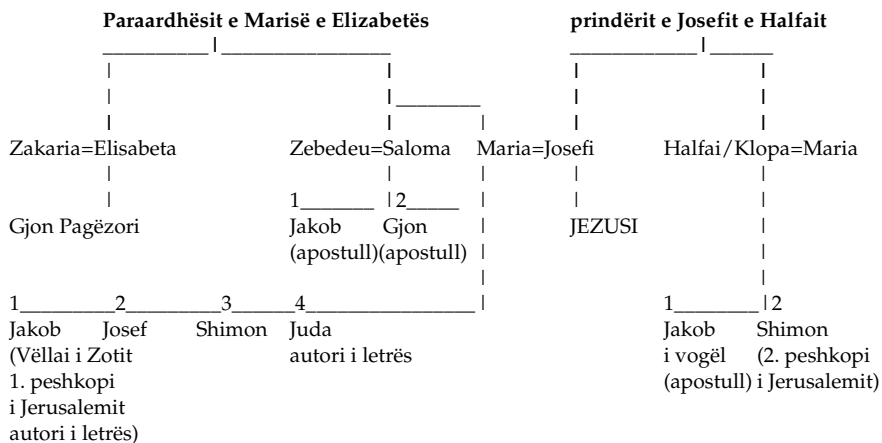 Paraardhësit e Marisë e Elizabetës prindërit e Josefit e Halfait
Zakaria=Elisabeta Zebedeu=Saloma Maria=Josefi Halfai/Klopa=Maria
1 2
Gjon Pagëzori Jakob Gjon JEZUSI
(apostull)(apostull)
1 2 3 4 1 2
Jakob Josef Shimon Juda Jakob Shimon
(Vëllai i Zotit autori i letrës i vogël (2. peshkopi
1. peshkopi (apostull) i Jerusalemit)
i Jerusalemit
autori i letrës)